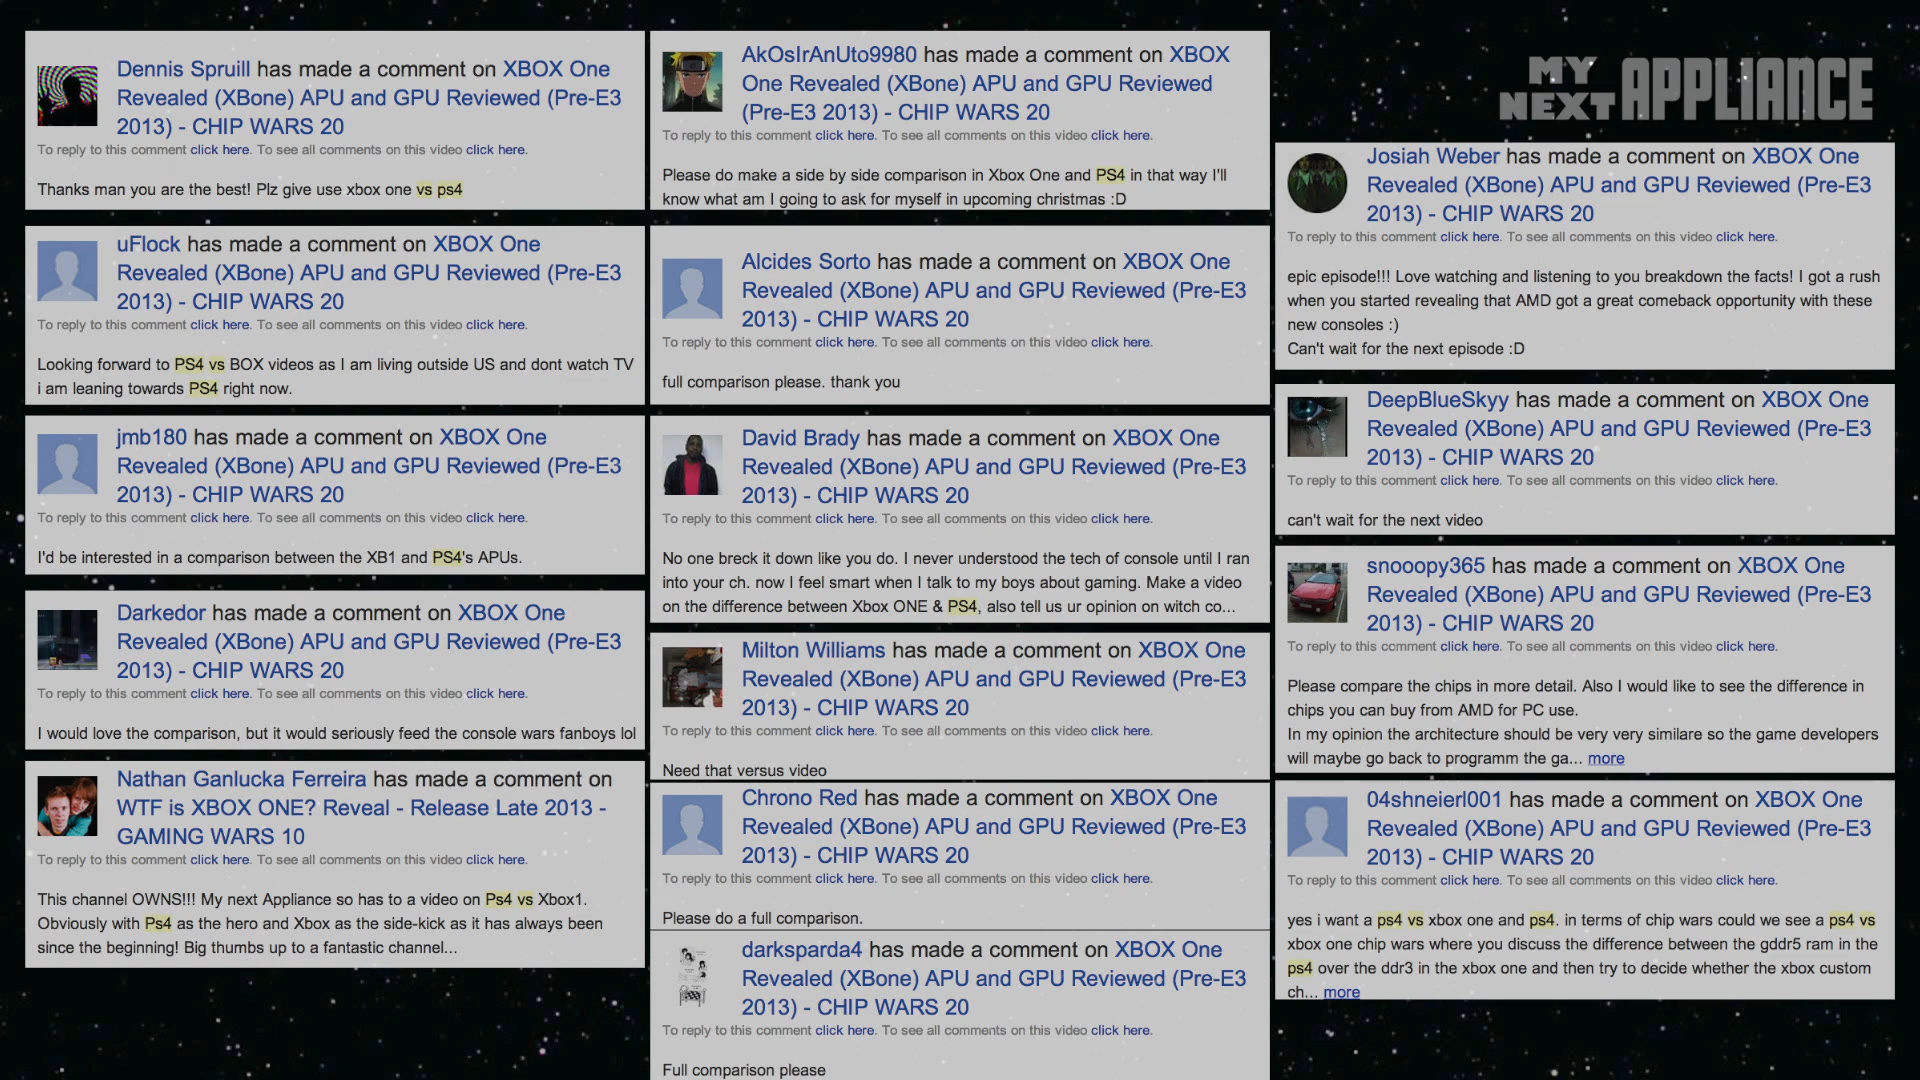 Dennis Spruill has made a comment on XBOX One
Revealed (XBone) APU and GPU Reviewed (Pre-E3
2013) - CHIP WARS 20
To reply to this comment click here. To see all comments on this video click here.
Thanks man you are the best! Plz give use xbox one vs ps4
uFlock has made a comment on XBOX One
Revealed (XBone) APU and GPU Reviewed (Pre-E3
2013) - CHIP WARS 20
To reply to this comment click here. To see all comments on this video click here.
Looking forward to PS4 vs BOX videos as I am living outside US and dont watch TV
i am leaning towards PS4 right now.
jmb180 has made a comment on XBOX One
Revealed (XBone) APU and GPU Reviewed (Pre-E3
2013) - CHIP WARS 20
To reply to this comment click here. To see all comments on this video click here.
I'd be interested in a comparison between the XB1 and PS4's APUs.
Darkedor has made a comment on XBOX One
Revealed (XBone) APU and GPU Reviewed (Pre-E3
2013) - CHIP WARS 20
To reply to this comment click here. To see all comments on this video click here.
I would love the comparison, but it would seriously feed the console wars fanboys lol
Nathan Ganlucka Ferreira has made a comment on
WTF is XBOX ONE? Reveal - Release Late 2013 -
GAMING WARS 10
To reply to this comment click here. To see all comments on this video click here.
This channel OWNS!!! My next Appliance so has to a video on Ps4 vs Xbox1.
Obviously with Ps4 as the hero and Xbox as the side-kick as it has always been
since the beginning! Big thumbs up to a fantastic channel...
AkOsIrAnUto9980 has made a comment on XBOX
One Revealed (XBone) APU and GPU Reviewed
(Pre-E3 2013) - CHIP WARS 20
To reply to this comment click here. To see all comments on this video click here.
Please do make a side by side comparison in Xbox One and PS4 in that way I'll
know what am I going to ask for myself in upcoming christmas :D
Alcides Sorto has made a comment on XBOX One
Revealed (XBone) APU and GPU Reviewed (Pre-E3
2013) - CHIP WARS 20
To reply to this comment click here. To see all comments on this video click here.
full comparison please. thank you
David Brady has made a comment on XBOX One
Revealed (XBone) APU and GPU Reviewed (Pre-E3
2013) - CHIP WARS 20
To reply to this comment click here. To see all comments on this video click here.
No one breck it down like you do. I never understood the tech of console until I ran
into your ch. now I feel smart when I talk to my boys about gaming. Make a video
on the difference between Xbox ONE & PS4, also tell us ur opinion on witch co...
Milton Williams has made a comment on XBOX One
Revealed (XBone) APU and GPU Reviewed (Pre-E3
2013) - CHIP WARS 20
To reply to this comment click here. To see all comments on this video click here.
Need that versus video
Chrono Red has made a comment on XBOX One
Revealed (XBone) APU and GPU Reviewed (Pre-E3
2013) - CHIP WARS 20
To reply to this comment click here. To see all comments on this video click here.
Please do a full comparison.
darksparda4 has made a comment on XBOX One
Revealed (XBone) APU and GPU Reviewed (Pre-E3
2013) - CHIP WARS 20
To reply to this comment click here. To see all comments on this video click here.
Full comparison please
MY
NEXT APPLIANCE
Josiah Weber has made a comment on XBOX One
Revealed (XBone) APU and GPU Reviewed (Pre-E3
2013) - CHIP WARS 20
To reply to this comment click here. To see all comments on this video click here.
epic episode!!! Love watching and listening to you breakdown the facts! I got a rush
when you started revealing that AMD got a great comeback opportunity with these
new consoles :)
Can't wait for the next episode :D
DeepBlueSkyy has made a comment on XBOX One
Revealed (XBone) APU and GPU Reviewed (Pre-E3
2013) - CHIP WARS 20
To reply to this comment click here. To see all comments on this video click here.
can't wait for the next video
snooopy365 has made a comment on XBOX One
Revealed (XBone) APU and GPU Reviewed (Pre-E3
2013) - CHIP WARS 20
To reply to this comment click here. To see all comments on this video click here.
Please compare the chips in more detail. Also I would like to see the difference in
chips you can buy from AMD for PC use.
In my opinion the architecture should be very very similare so the game developers
will maybe go back to programm the ga... more
04shneierl001 has made a comment on XBOX One
Revealed (XBone) APU and GPU Reviewed (Pre-E3
2013) - CHIP WARS 20
To reply to this comment click here. To see all comments on this video click here.
yes i want a ps4 vs xbox one and ps4. in terms of chip wars could we see a ps4 vs
xbox one chip wars where you discuss the difference between the gddr5 ram in the
ps4 over the ddr3 in the xbox one and then try to decide whether the xbox custom
ch... more